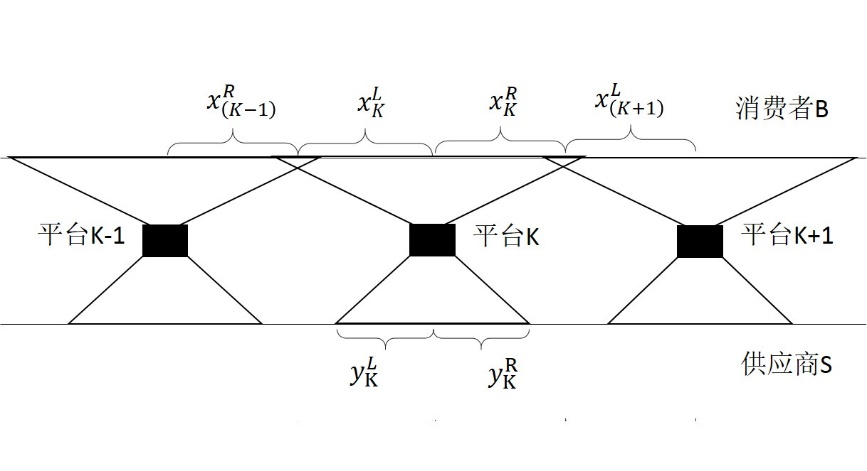 x^R_(K−1) x^L_K x^R_K x^L_(K+1) 消费者B
平台K-1 平台K 平台K+1
y^L_K y^R_K 供应商S